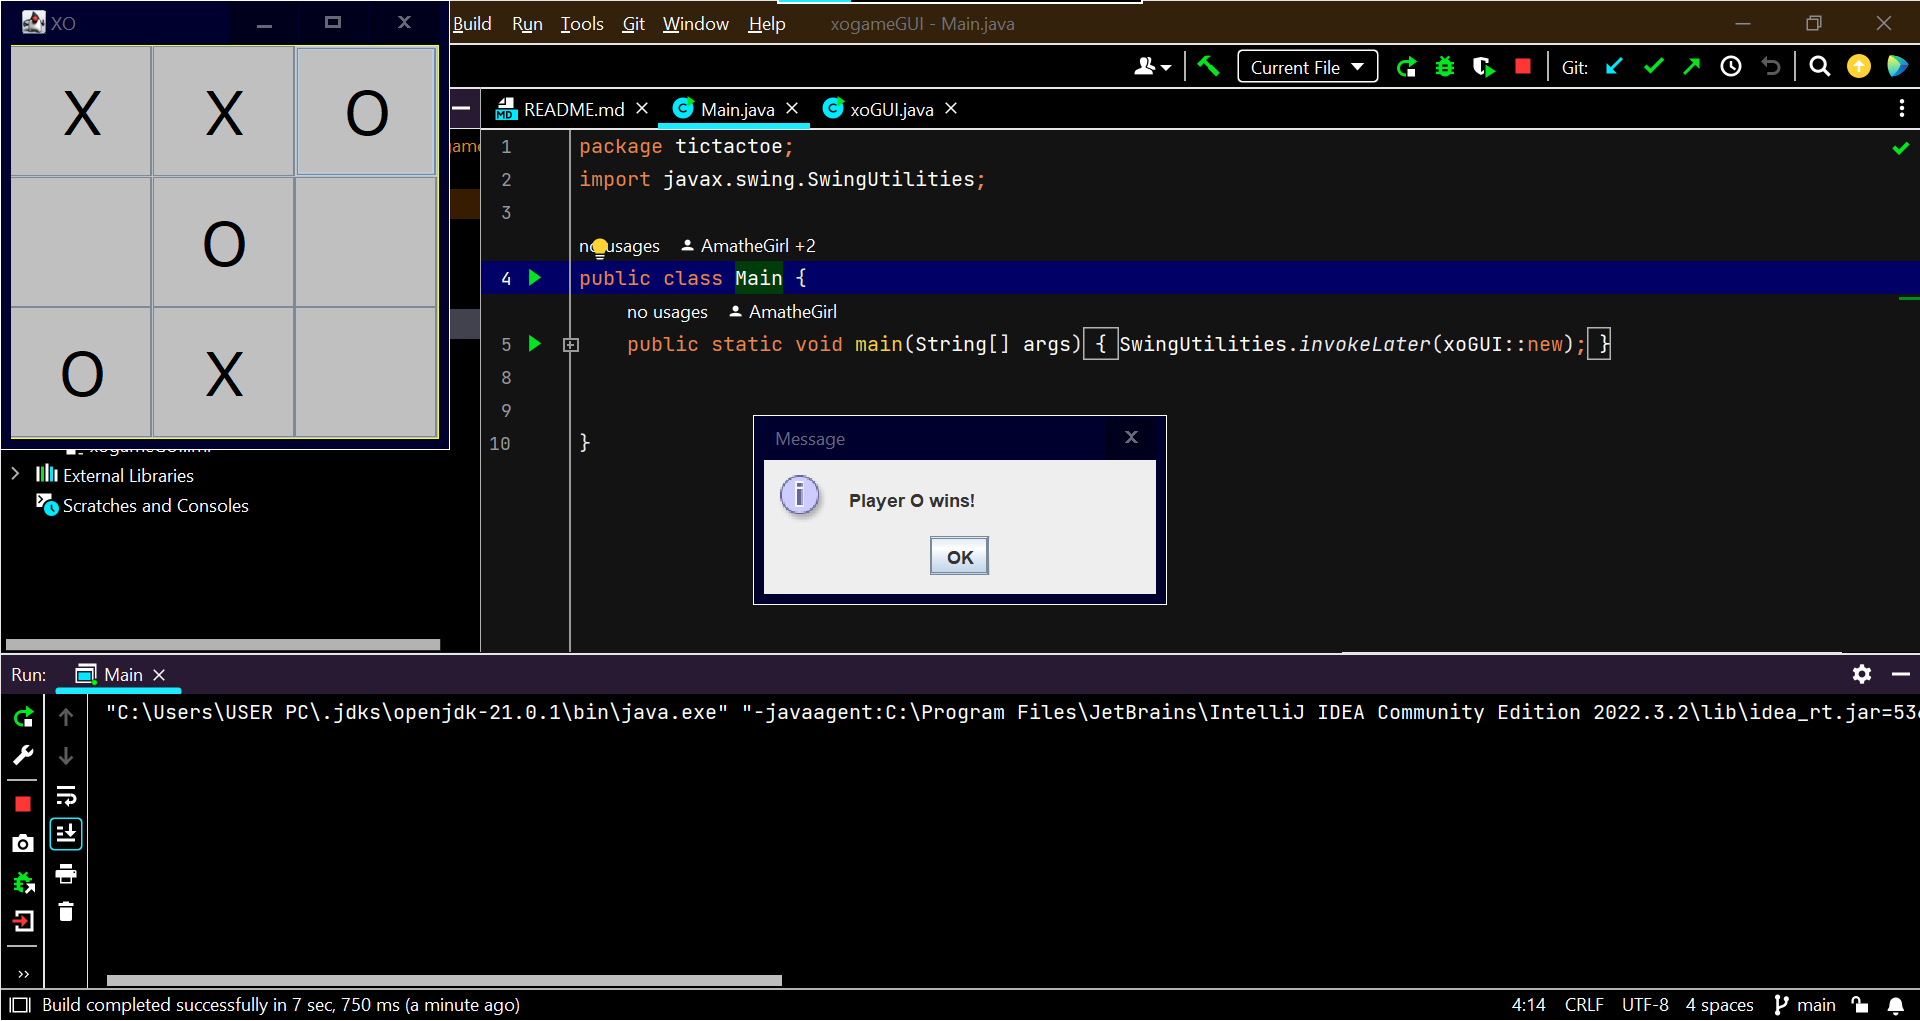 XO
Build Run Tools Git Window Help xogameGUI - Main.java
Current File Git:
README.md Main.java xoGUI.java
X X O
O
O X
1 package tictactoe;
2 import javax.swing.SwingUtilities;
3
no usages AmatheGirl +2
4 public class Main {
no usages AmatheGirl
5 public static void main(String[] args) { SwingUtilities.invokeLater(xoGUI::new); }
8
9
10 }
External Libraries
Scratches and Consoles
Message X
Player O wins!
OK
Run: Main
"C:\Users\USER PC\.jdks\openjdk-21.0.1\bin\java.exe" "-javaagent:C:\Program Files\JetBrains\IntelliJ IDEA Community Edition 2022.3.2\lib\idea_rt.jar=53
Build completed successfully in 7 sec, 750 ms (a minute ago) 4:14 CRLF UTF-8 4 spaces main